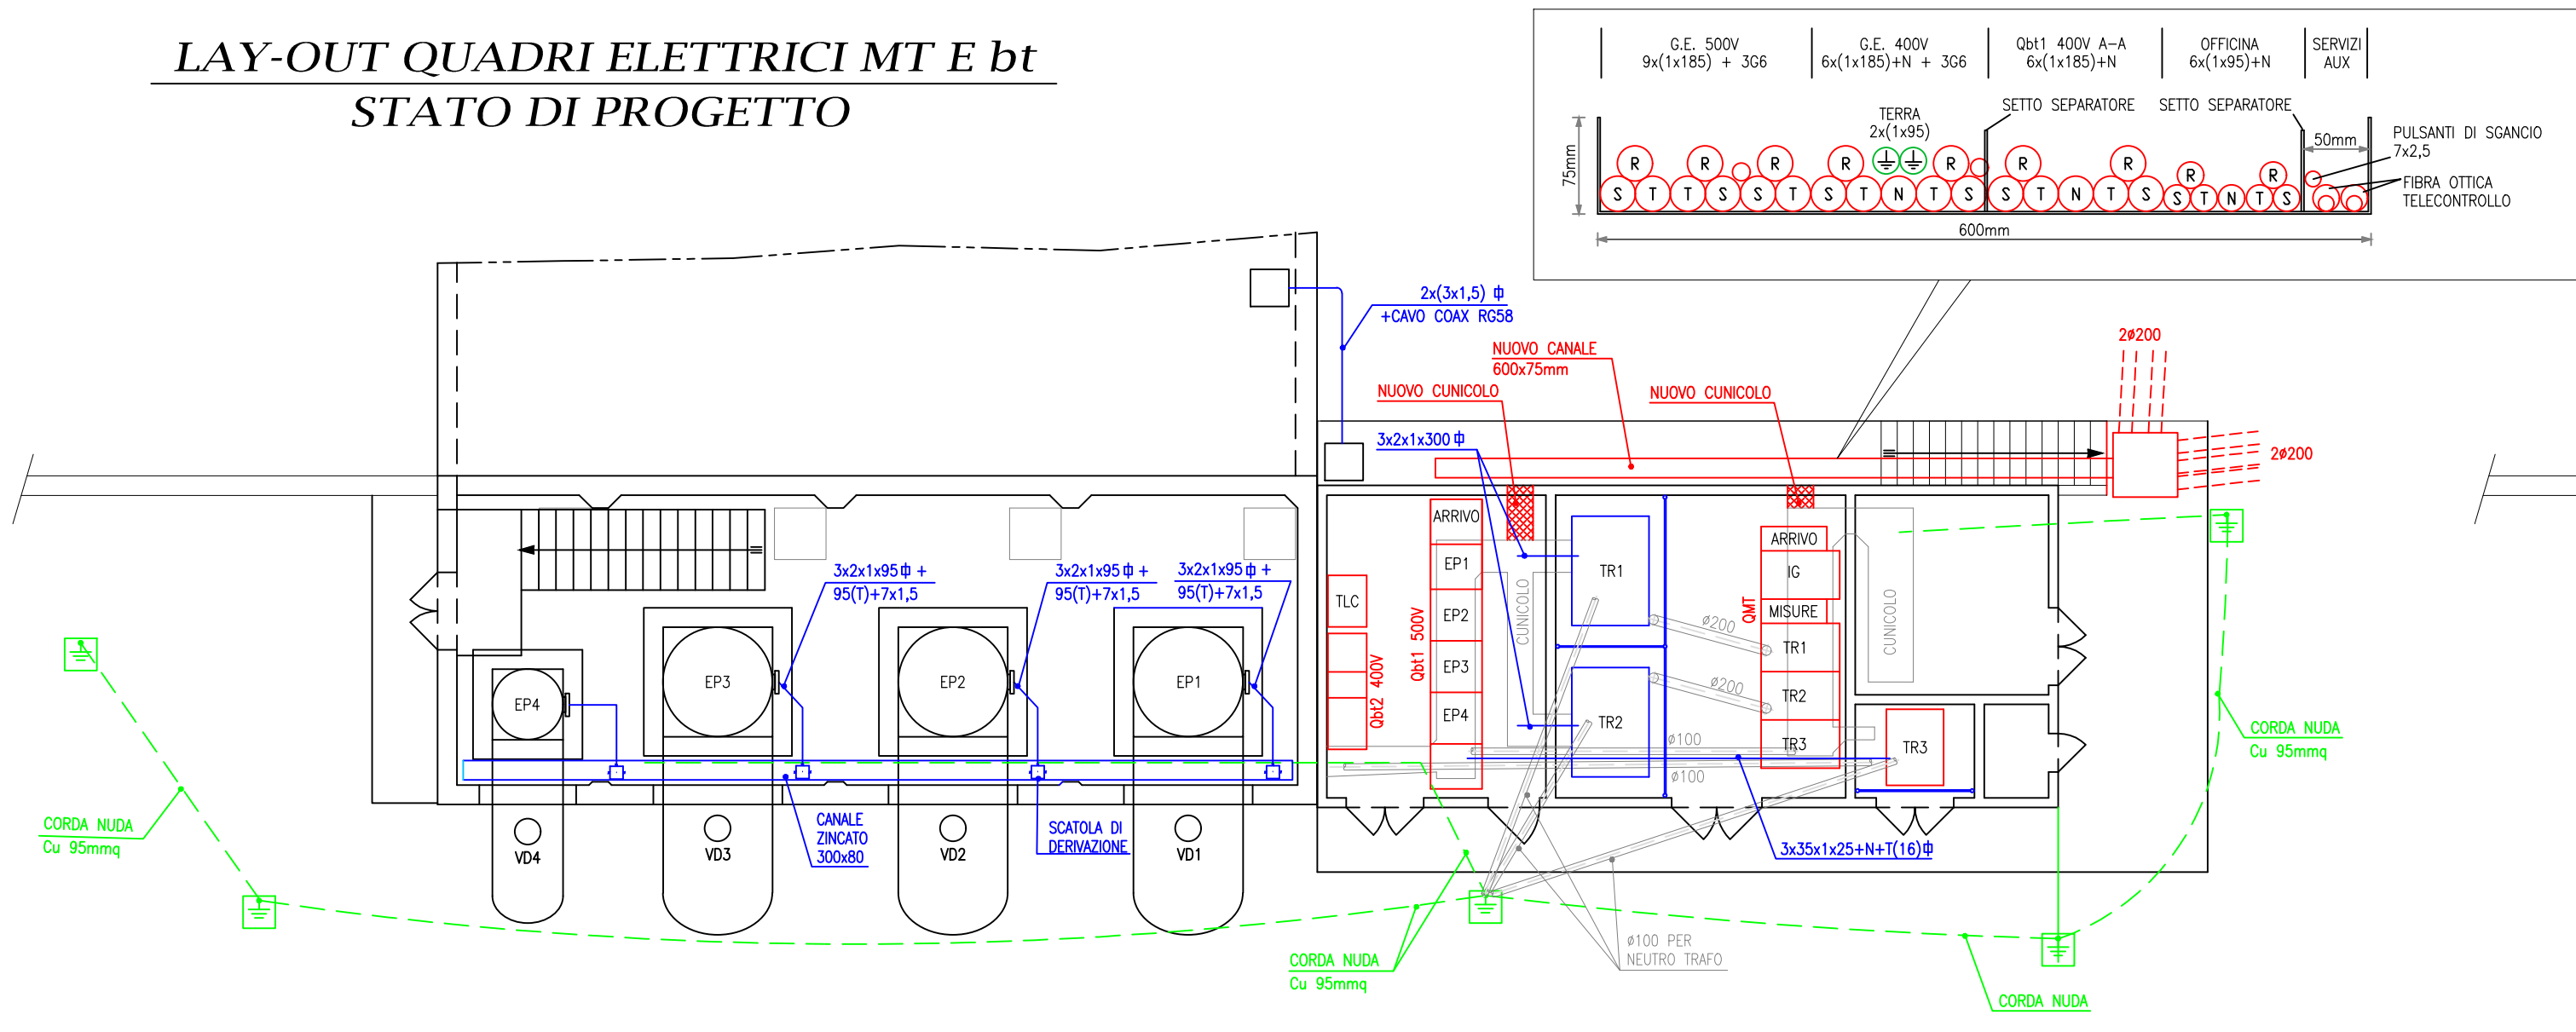 LAY-OUT QUADRI ELETTRICI MT E bt
STATO DI PROGETTO
G.E. 500V
9x(1x185) + 3G6
G.E. 400V
6x(1x185)+N + 3G6
Qbt1 400V A-A
6x(1x185)+N
OFFICINA
6x(1x95)+N
SERVIZI
AUX
TERRA
2x(1x95)
SETTO SEPARATORE
SETTO SEPARATORE
75mm
50mm
PULSANTI DI SGANCIO
7x2,5
FIBRA OTTICA
TELECONTROLLO
R R R R R R R R R
S T T S S T S T N T S S T N T S S T N T S
600mm
2x(3x1,5)
+CAVO COAX RG58
NUOVO CANALE
600x75mm
NUOVO CUNICOLO
NUOVO CUNICOLO
2ø200
2ø200
3x2x1x300
3x2x1x95 +
95(T)+7x1,5
3x2x1x95 +
95(T)+7x1,5
3x2x1x95 +
95(T)+7x1,5
EP4
EP3
EP2
EP1
VD4
VD3
VD2
VD1
CANALE
ZINCATO
300x80
SCATOLA DI
DERIVAZIONE
TLC
Qbt2 400V
Qbt1 500V
ARRIVO
EP1
EP2
EP3
EP4
CUNICOLO
TR1
TR2
ø200
ø200
ø100
ø100
QMT
ARRIVO
IG
MISURE
TR1
TR2
TR3
CUNICOLO
TR3
3x35x1x25+N+T(16)
ø100 PER
NEUTRO TRAFO
CORDA NUDA
Cu 95mmq
CORDA NUDA
Cu 95mmq
CORDA NUDA
Cu 95mmq
CORDA NUDA